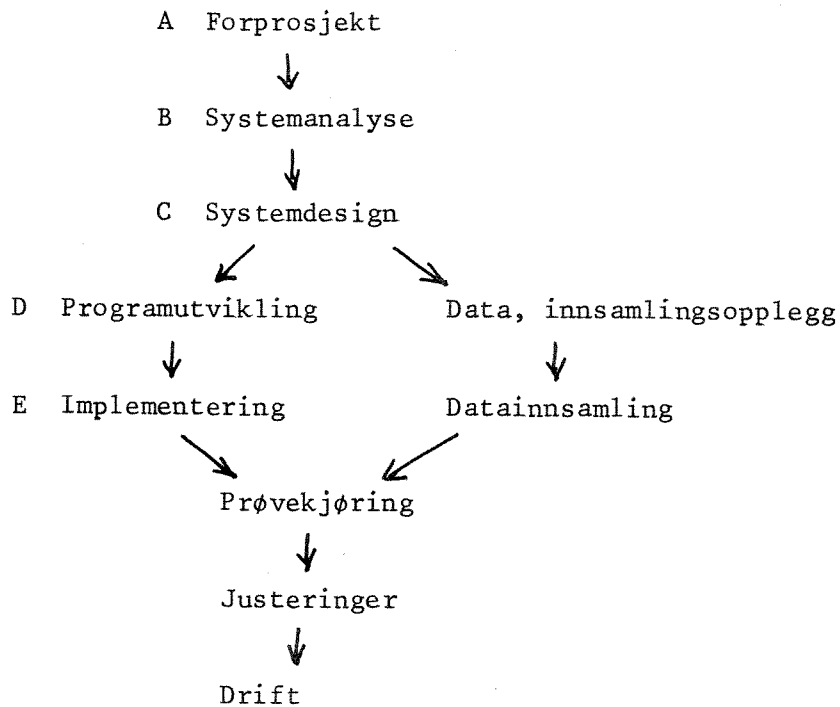 A Forprosjekt
B Systemanalyse
C Systemdesign
D Programutvikling Data, innsamlingsopplegg
E Implementering Datainnsamling
Prøvekjøring
Justeringer
Drift